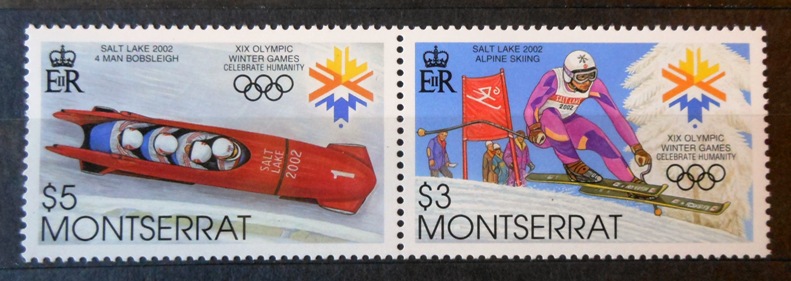 EIIR
SALT LAKE 2002
4 MAN BOBSLEIGH
XIX OLYMPIC
WINTER GAMES
CELEBRATE HUMANITY
SALT
LAKE
2002
1
$5
MONTSERRAT
EIIR
SALT LAKE 2002
ALPINE SKIING
SALT LAKE
2002
XIX OLYMPIC
WINTER GAMES
CELEBRATE HUMANITY
$3
MONTSERRAT